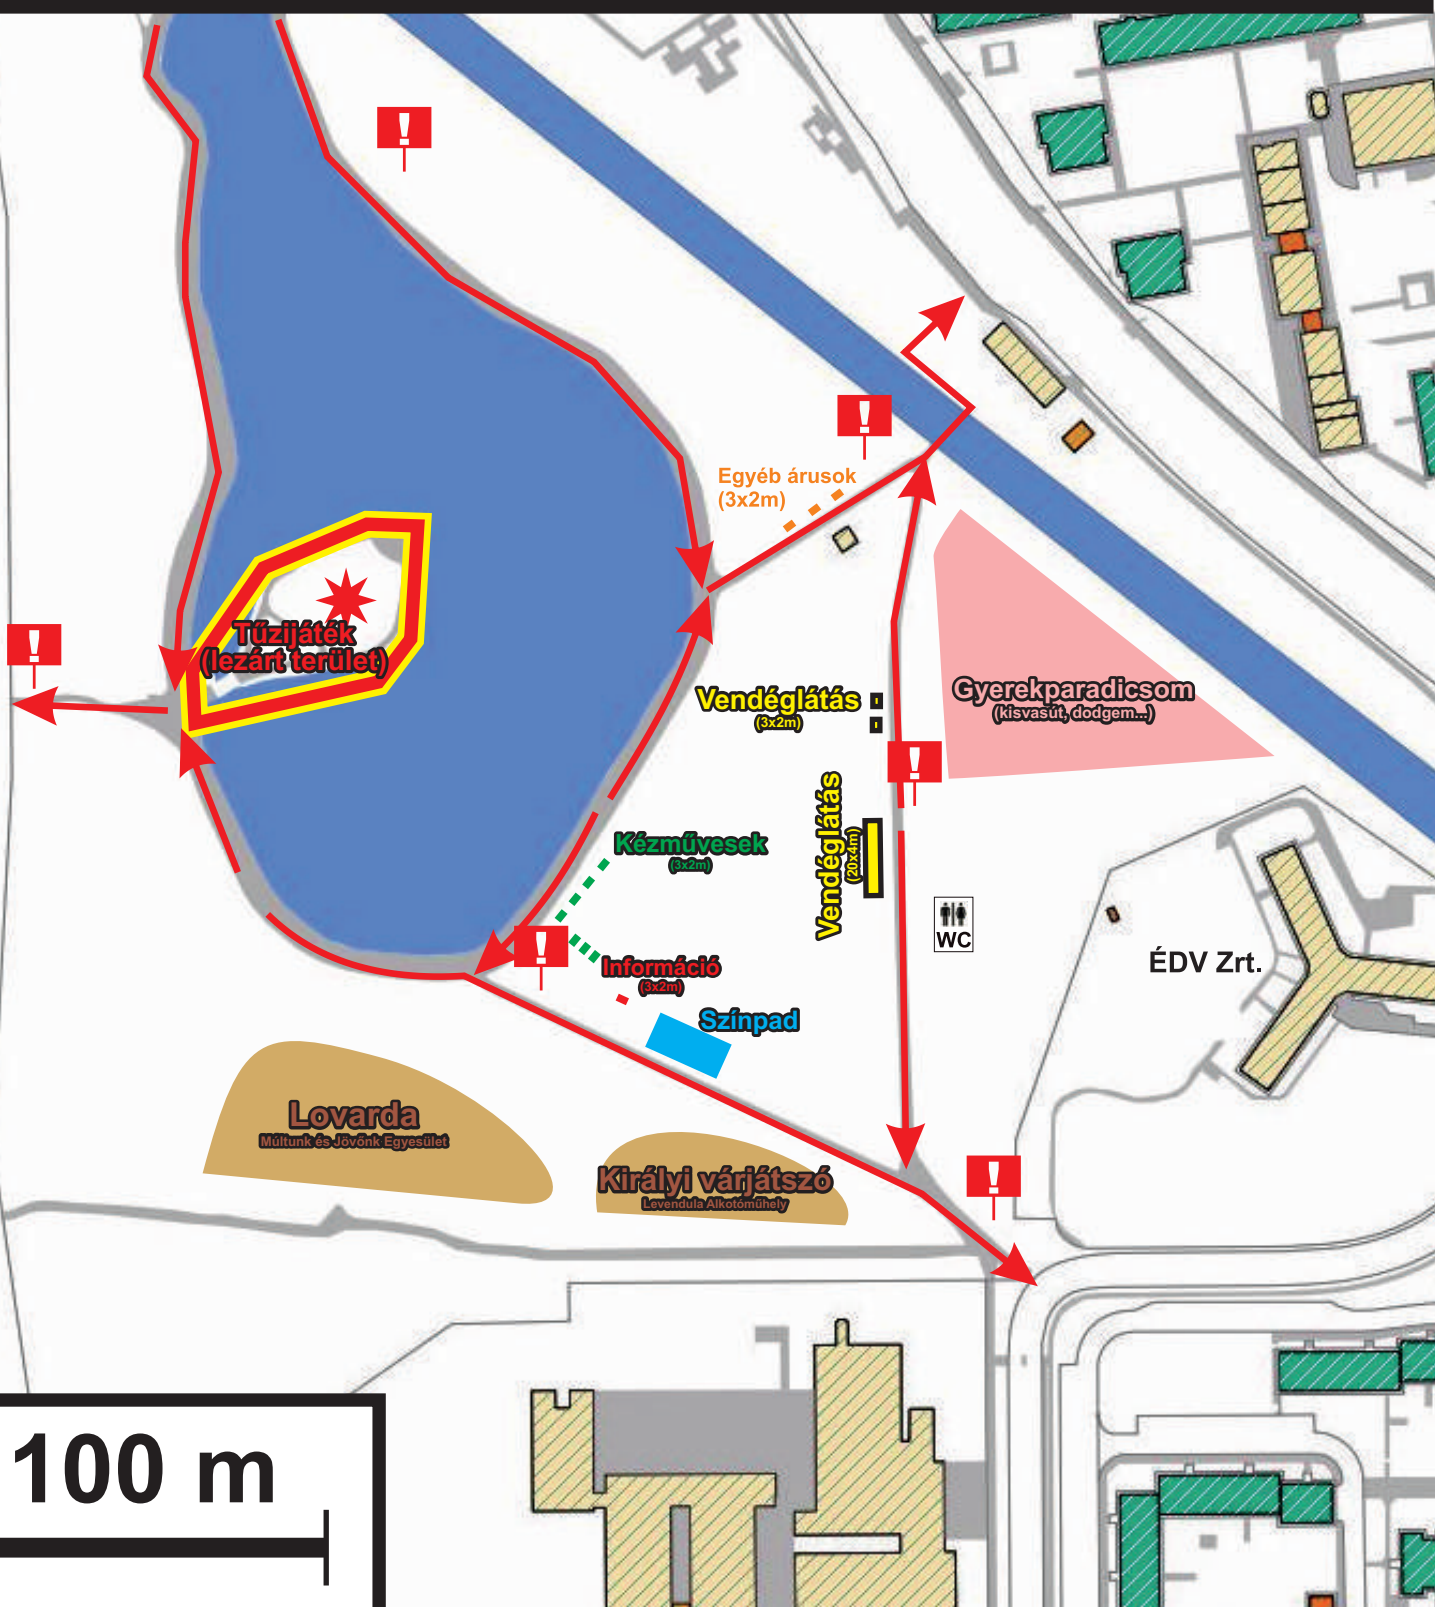 !
!
Egyéb árusok
(3x2m)
Tűzijáték
(lezárt terület)
!
Vendéglátás
(3x2m)
Gyerekparadicsom
(kisvasút, dodgem...)
!
Vendéglátás
(20x4m)
Kézművesek
(3x2m)
WC
!
Információ
(3x2m)
ÉDV Zrt.
Színpad
Lovarda
Múltunk és Jövőnk Egyesület
Királyi várjátszó
Levendula Alkotóműhely
!
100 m